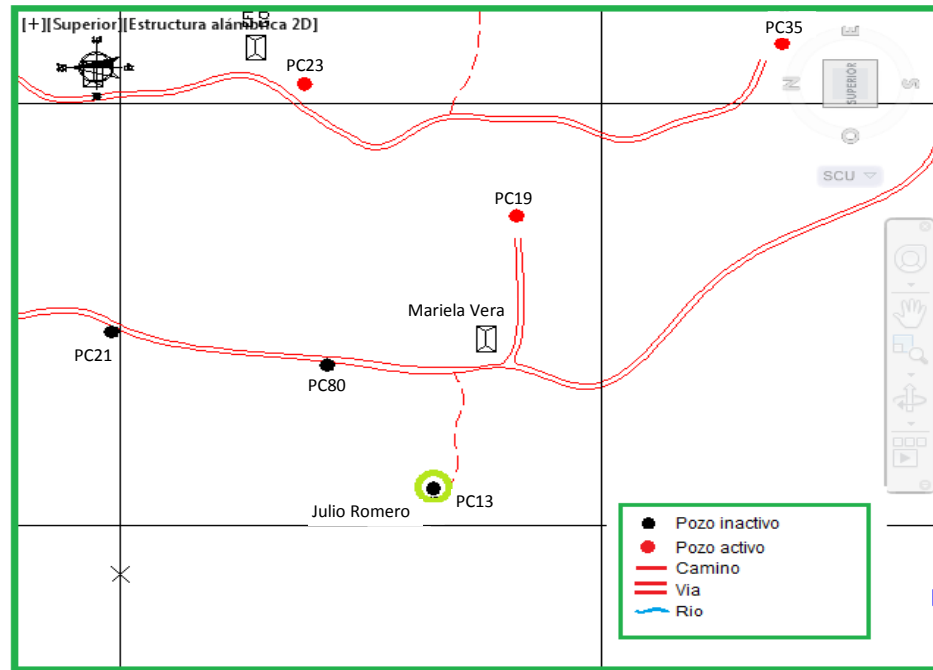 [+][Superior][Estructura alámbrica 2D]
PC35
E
PC23
N
SUPERIOR
S
O
SCU
PC19
Mariela Vera
PC21
PC80
PC13
Julio Romero
Pozo inactivo
Pozo activo
Camino
Via
Rio